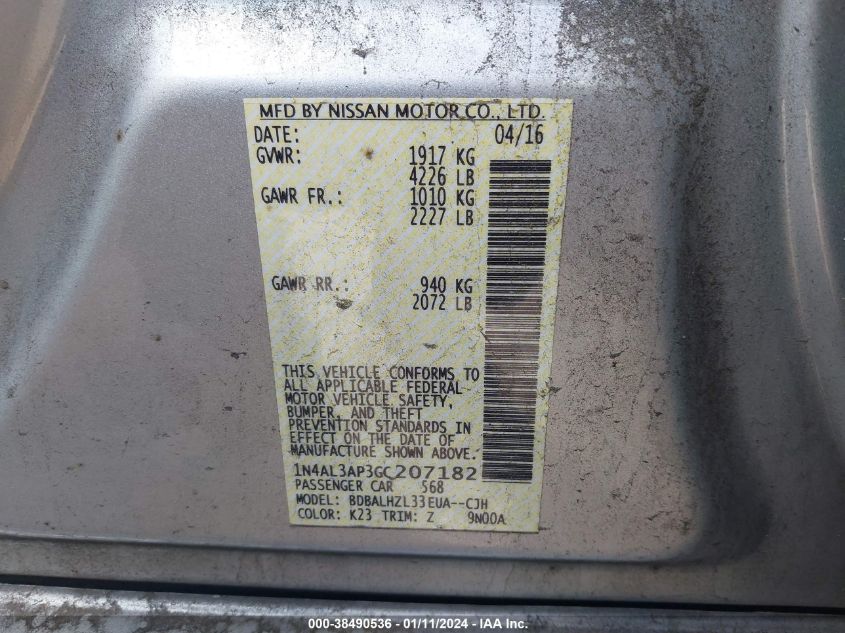 MFD BY NISSAN MOTOR CO., LTD.
DATE: 04/16
GVWR: 1917 KG
4226 LB
GAWR FR.: 1010 KG
2227 LB
GAWR RR.: 940 KG
2072 LB
THIS VEHICLE CONFORMS TO
ALL APPLICABLE FEDERAL
MOTOR VEHICLE SAFETY,
BUMPER, AND THEFT
PREVENTION STANDARDS IN
EFFECT ON THE DATE OF
MANUFACTURE SHOWN ABOVE.
1N4AL3AP3GC207182
PASSENGER CAR 568
MODEL: BDBALHZL33EUA--CJH
COLOR: K23 TRIM: Z 9N00A
000-38490536 - 01/11/2024 - IAA Inc.